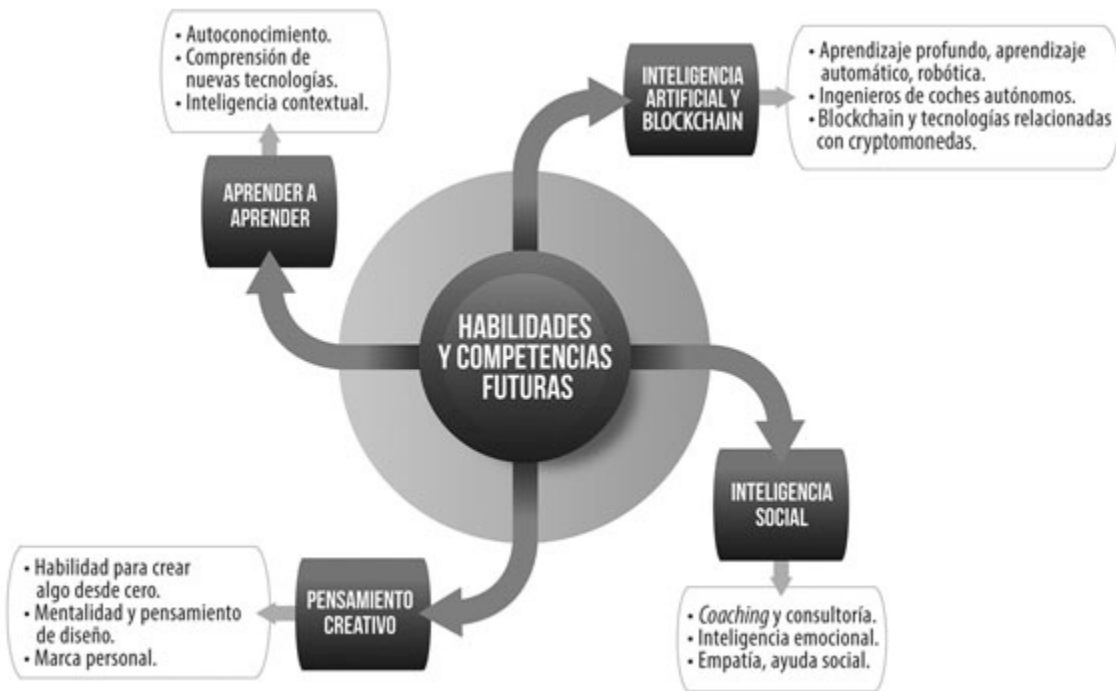 • Autoconocimiento.
• Comprensión de
nuevas tecnologías.
• Inteligencia contextual.
APRENDER A
APRENDER
INTELIGENCIA
ARTIFICIAL Y
BLOCKCHAIN
• Aprendizaje profundo, aprendizaje
automático, robótica.
• Ingenieros de coches autónomos.
• Blockchain y tecnologías relacionadas
con cryptomonedas.
HABILIDADES
Y COMPETENCIAS
FUTURAS
INTELIGENCIA
SOCIAL
• Coaching y consultoría.
• Inteligencia emocional.
• Empatía, ayuda social.
PENSAMIENTO
CREATIVO
• Habilidad para crear
algo desde cero.
• Mentalidad y pensamiento
de diseño.
• Marca personal.